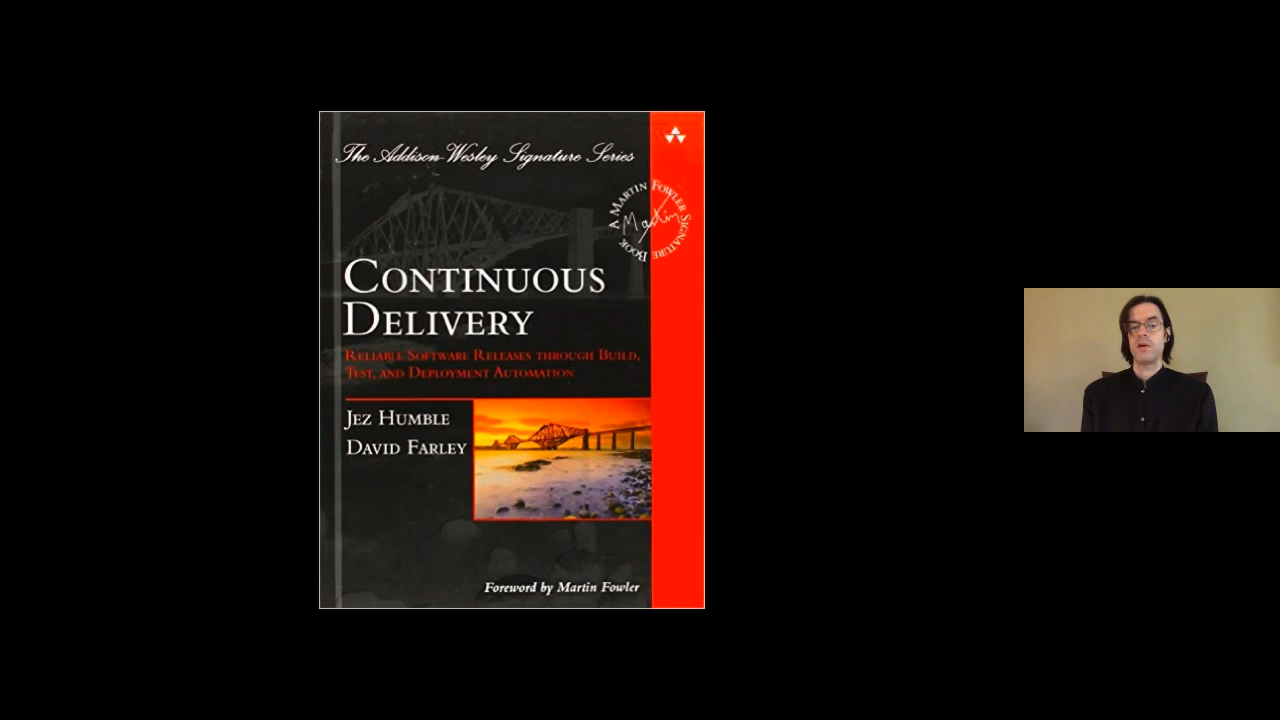 The Addison-Wesley Signature Series
A MARTIN FOWLER SIGNATURE BOOK
Martin
CONTINUOUS
DELIVERY
RELIABLE SOFTWARE RELEASES THROUGH BUILD,
TEST, AND DEPLOYMENT AUTOMATION
JEZ HUMBLE
DAVID FARLEY
Foreword by Martin Fowler